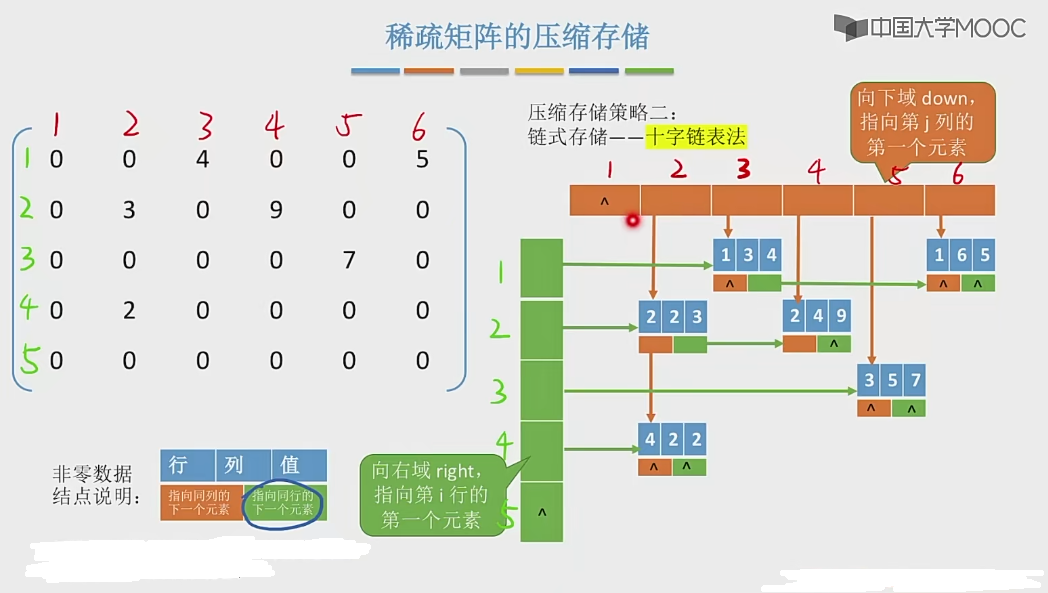 稀疏矩阵的压缩存储
中国大学MOOC
1 2 3 4 5 6
1 0 0 4 0 0 5
2 0 3 0 9 0 0
3 0 0 0 0 7 0
4 0 2 0 0 0 0
5 0 0 0 0 0 0
压缩存储策略二：
链式存储——十字链表法
向下域 down，
指向第 j 列的
第一个元素
1 2 3 4 5 6
^
1
1 3 4
1 6 5
^
^ ^
2
2 2 3
2 4 9
^
3
3 5 7
^ ^
4
4 2 2
^ ^
5
^
向右域 right，
指向第 i 行的
第一个元素
非零数据
结点说明：
行 列 值
指向同列的
下一个元素
指向同行的
下一个元素